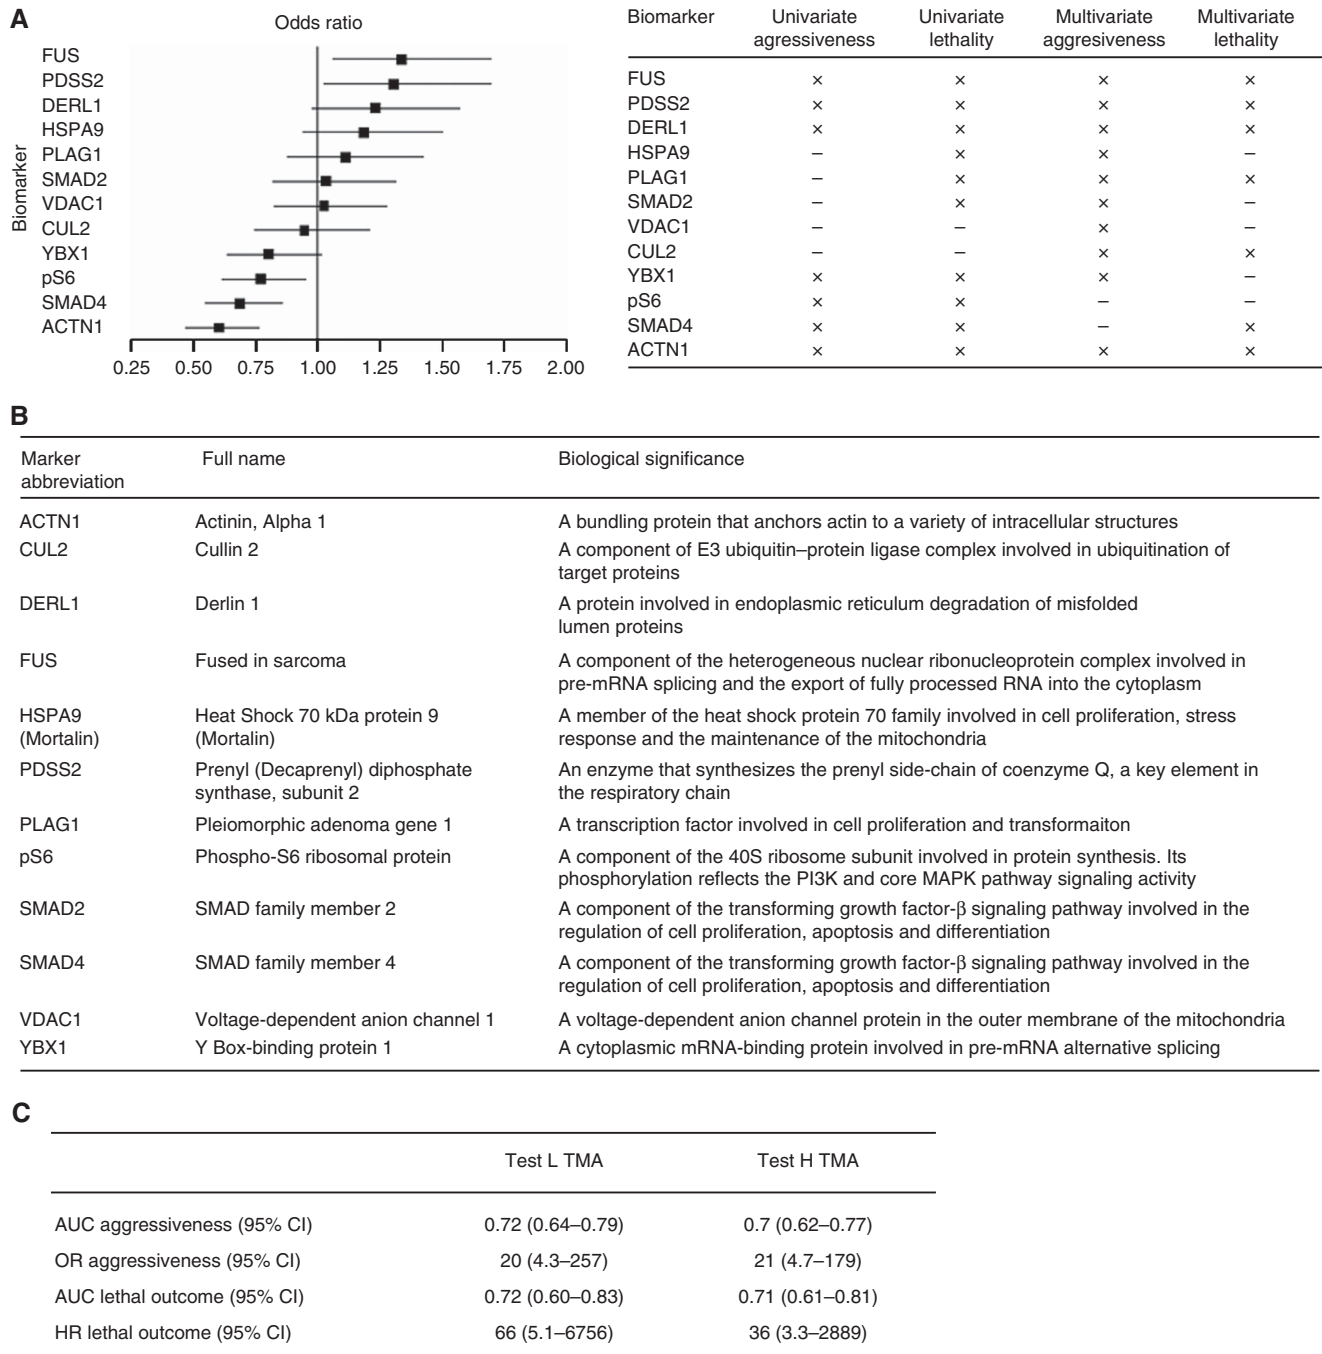 A
Odds ratio
Biomarker
FUS
PDSS2
DERL1
HSPA9
PLAG1
SMAD2
VDAC1
CUL2
YBX1
pS6
SMAD4
ACTN1
0.25 0.50 0.75 1.00 1.25 1.50 1.75 2.00
Biomarker Univariate agressiveness Univariate lethality Multivariate aggresiveness Multivariate lethality
FUS × × × ×
PDSS2 × × × ×
DERL1 × × × ×
HSPA9 – × × –
PLAG1 – × × ×
SMAD2 – × × –
VDAC1 – – × –
CUL2 – – × ×
YBX1 × × × –
pS6 × × – –
SMAD4 × × – ×
ACTN1 × × × ×
B
Marker abbreviation Full name Biological significance
ACTN1 Actinin, Alpha 1 A bundling protein that anchors actin to a variety of intracellular structures
CUL2 Cullin 2 A component of E3 ubiquitin–protein ligase complex involved in ubiquitination of
target proteins
DERL1 Derlin 1 A protein involved in endoplasmic reticulum degradation of misfolded
lumen proteins
FUS Fused in sarcoma A component of the heterogeneous nuclear ribonucleoprotein complex involved in
pre-mRNA splicing and the export of fully processed RNA into the cytoplasm
HSPA9 Heat Shock 70 kDa protein 9 A member of the heat shock protein 70 family involved in cell proliferation, stress
(Mortalin) (Mortalin) response and the maintenance of the mitochondria
PDSS2 Prenyl (Decaprenyl) diphosphate An enzyme that synthesizes the prenyl side-chain of coenzyme Q, a key element in
synthase, subunit 2 the respiratory chain
PLAG1 Pleiomorphic adenoma gene 1 A transcription factor involved in cell proliferation and transformaiton
pS6 Phospho-S6 ribosomal protein A component of the 40S ribosome subunit involved in protein synthesis. Its
phosphorylation reflects the PI3K and core MAPK pathway signaling activity
SMAD2 SMAD family member 2 A component of the transforming growth factor-β signaling pathway involved in the
regulation of cell proliferation, apoptosis and differentiation
SMAD4 SMAD family member 4 A component of the transforming growth factor-β signaling pathway involved in the
regulation of cell proliferation, apoptosis and differentiation
VDAC1 Voltage-dependent anion channel 1 A voltage-dependent anion channel protein in the outer membrane of the mitochondria
YBX1 Y Box-binding protein 1 A cytoplasmic mRNA-binding protein involved in pre-mRNA alternative splicing
C
Test L TMA Test H TMA
AUC aggressiveness (95% CI) 0.72 (0.64–0.79) 0.7 (0.62–0.77)
OR aggressiveness (95% CI) 20 (4.3–257) 21 (4.7–179)
AUC lethal outcome (95% CI) 0.72 (0.60–0.83) 0.71 (0.61–0.81)
HR lethal outcome (95% CI) 66 (5.1–6756) 36 (3.3–2889)